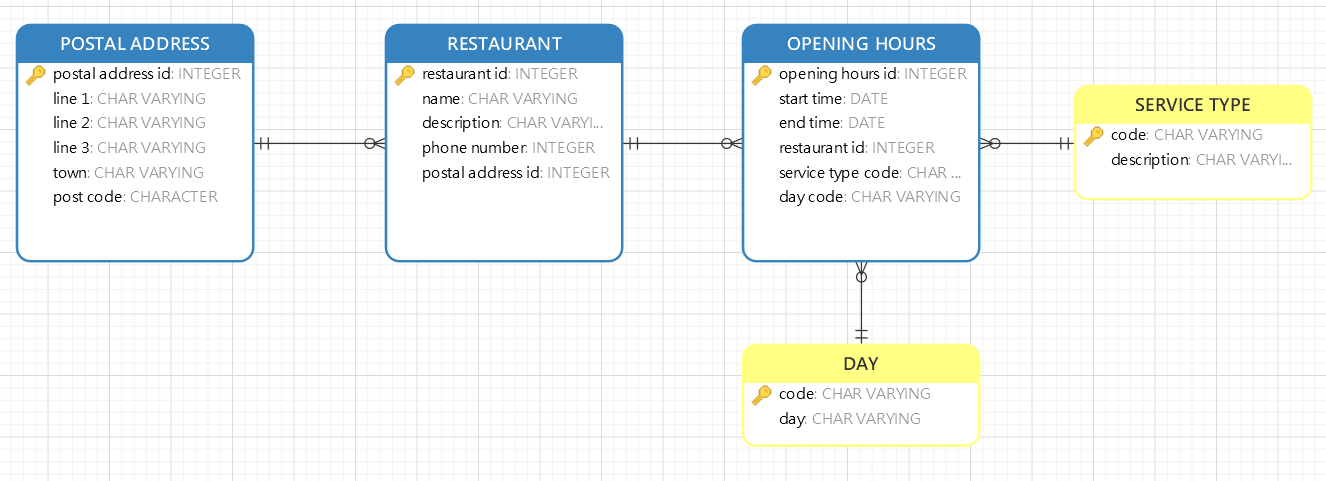 POSTAL ADDRESS
postal address id: INTEGER
line 1: CHAR VARYING
line 2: CHAR VARYING
line 3: CHAR VARYING
town: CHAR VARYING
post code: CHARACTER
RESTAURANT
restaurant id: INTEGER
name: CHAR VARYING
description: CHAR VARYI...
phone number: INTEGER
postal address id: INTEGER
OPENING HOURS
opening hours id: INTEGER
start time: DATE
end time: DATE
restaurant id: INTEGER
service type code: CHAR ...
day code: CHAR VARYING
SERVICE TYPE
code: CHAR VARYING
description: CHAR VARYI...
DAY
code: CHAR VARYING
day: CHAR VARYING